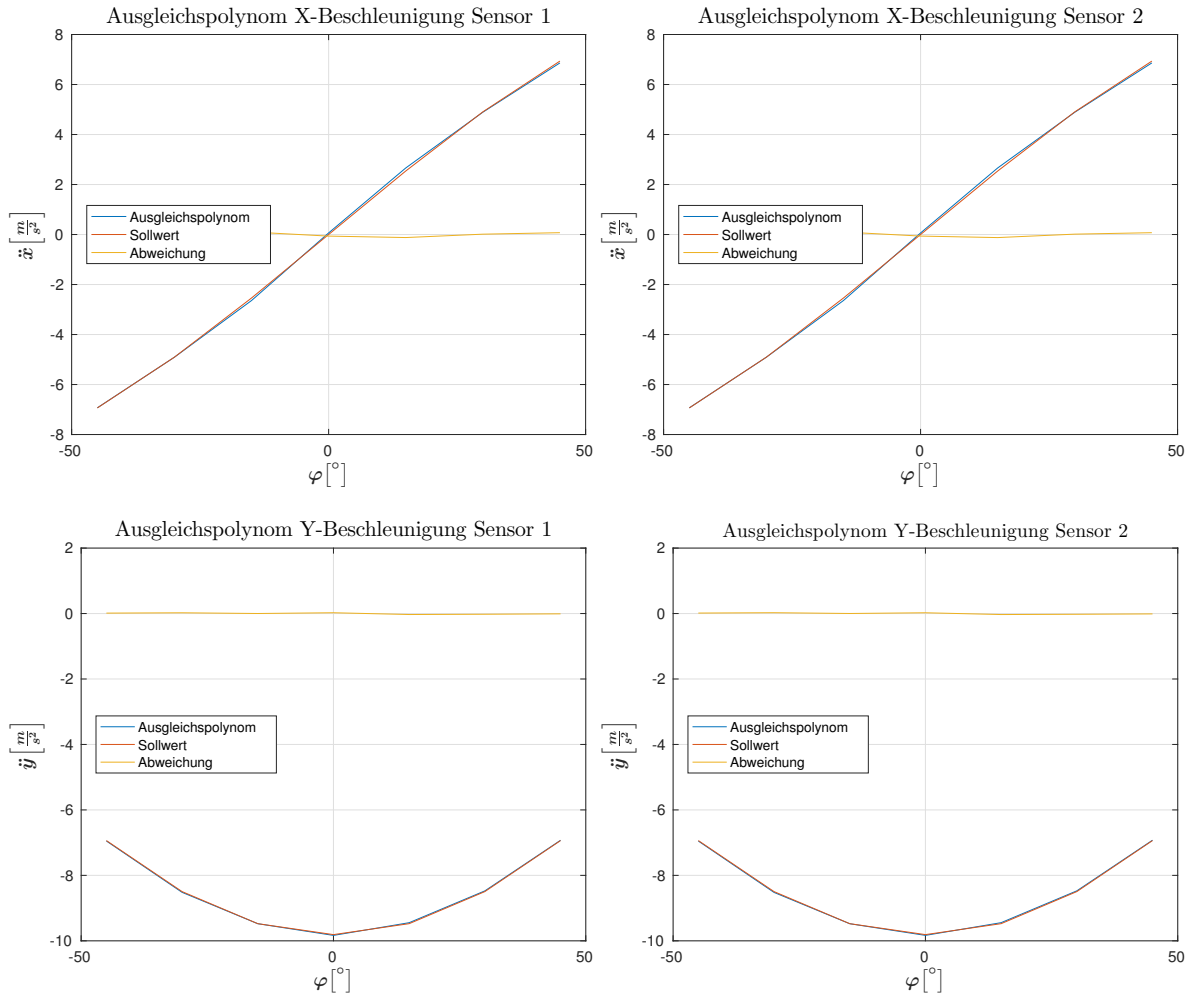 Ausgleichspolynom X-Beschleunigung Sensor 1
8
6
4
2
0
-2
-4
-6
-8
-50
0
50
ẍ[m/s²]
φ[°]
Ausgleichspolynom
Sollwert
Abweichung
Ausgleichspolynom X-Beschleunigung Sensor 2
8
6
4
2
0
-2
-4
-6
-8
-50
0
50
ẍ[m/s²]
φ[°]
Ausgleichspolynom
Sollwert
Abweichung
Ausgleichspolynom Y-Beschleunigung Sensor 1
2
0
-2
-4
-6
-8
-10
-50
0
50
ÿ[m/s²]
φ[°]
Ausgleichspolynom
Sollwert
Abweichung
Ausgleichspolynom Y-Beschleunigung Sensor 2
2
0
-2
-4
-6
-8
-10
-50
0
50
ÿ[m/s²]
φ[°]
Ausgleichspolynom
Sollwert
Abweichung